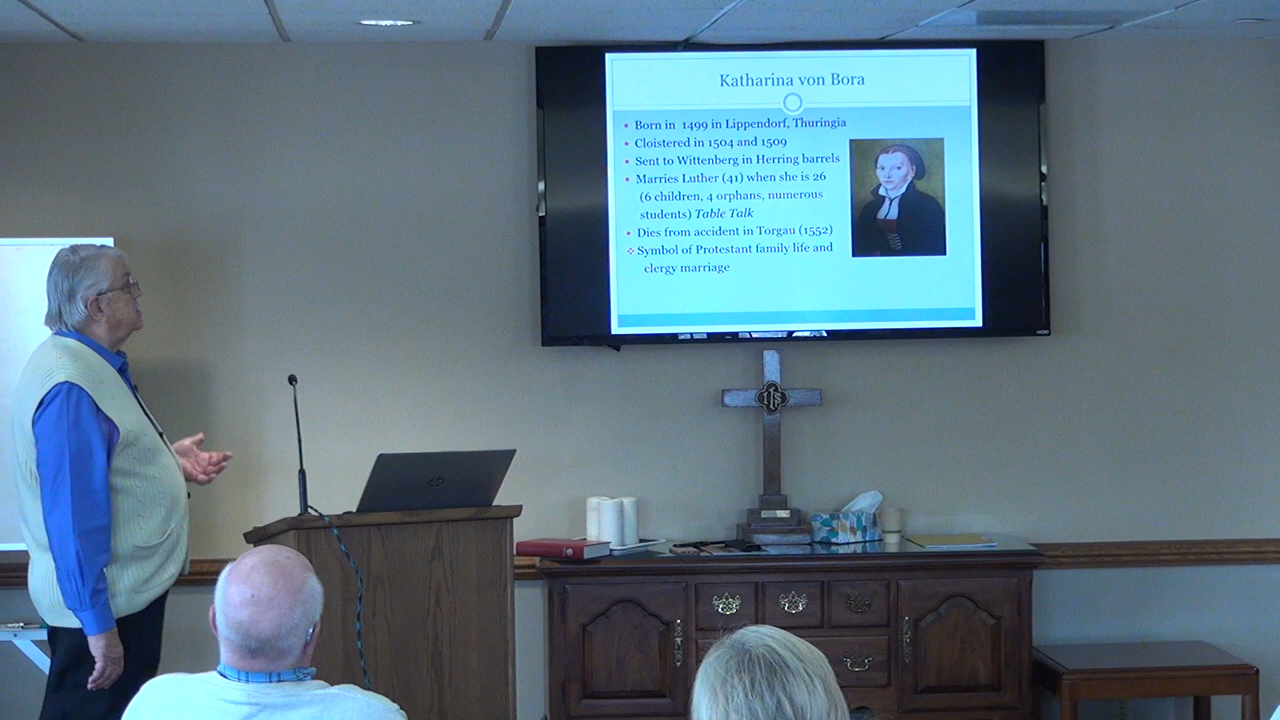 Katharina von Bora
Born in 1499 in Lippendorf, Thuringia
Cloistered in 1504 and 1509
Sent to Wittenberg in Herring barrels
Marries Luther (41) when she is 26
(6 children, 4 orphans, numerous
students) Table Talk
Dies from accident in Torgau (1552)
Symbol of Protestant family life and
clergy marriage
IHS
hp